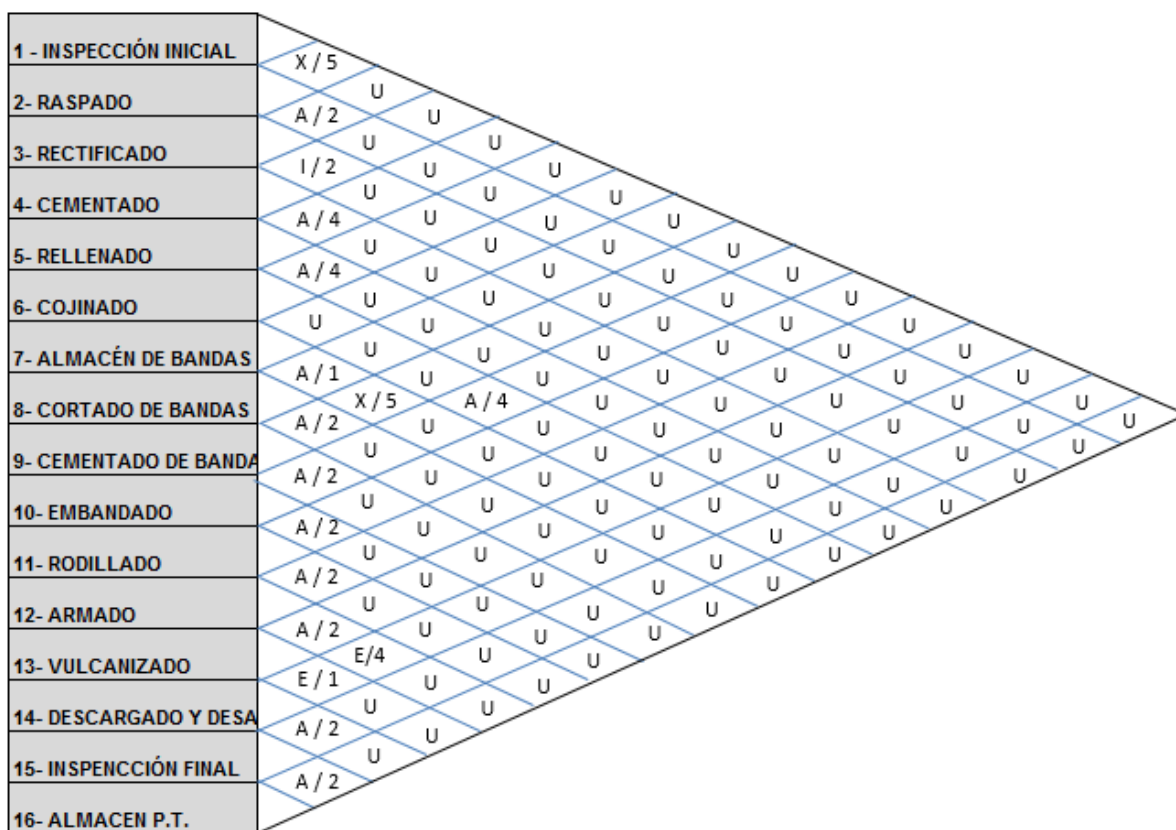 1 - INSPECCIÓN INICIAL
X / 5 U U U U U U U U U U U U U U
2- RASPADO
A / 2 U U U U U U U U U U U U U
3- RECTIFICADO
I / 2 U U U U U U U U U U U U
4- CEMENTADO
A / 4 U U U U U U U U U U U
5- RELLENADO
A / 4 U U U U U U U U U U
6- COJINADO
U U U A / 4 U U U U U U
7- ALMACÉN DE BANDAS
A / 1 X / 5 U U U U U U U
8- CORTADO DE BANDAS
A / 2 U U U U U U U
9- CEMENTADO DE BANDA
A / 2 U U U U U U
10- EMBANDADO
A / 2 U U U U U
11- RODILLADO
A / 2 U U U U
12- ARMADO
A / 2 E/4 U U
13- VULCANIZADO
E / 1 U U
14- DESCARGADO Y DESA
A / 2 U
15- INSPENCCIÓN FINAL
A / 2
16- ALMACEN P.T.